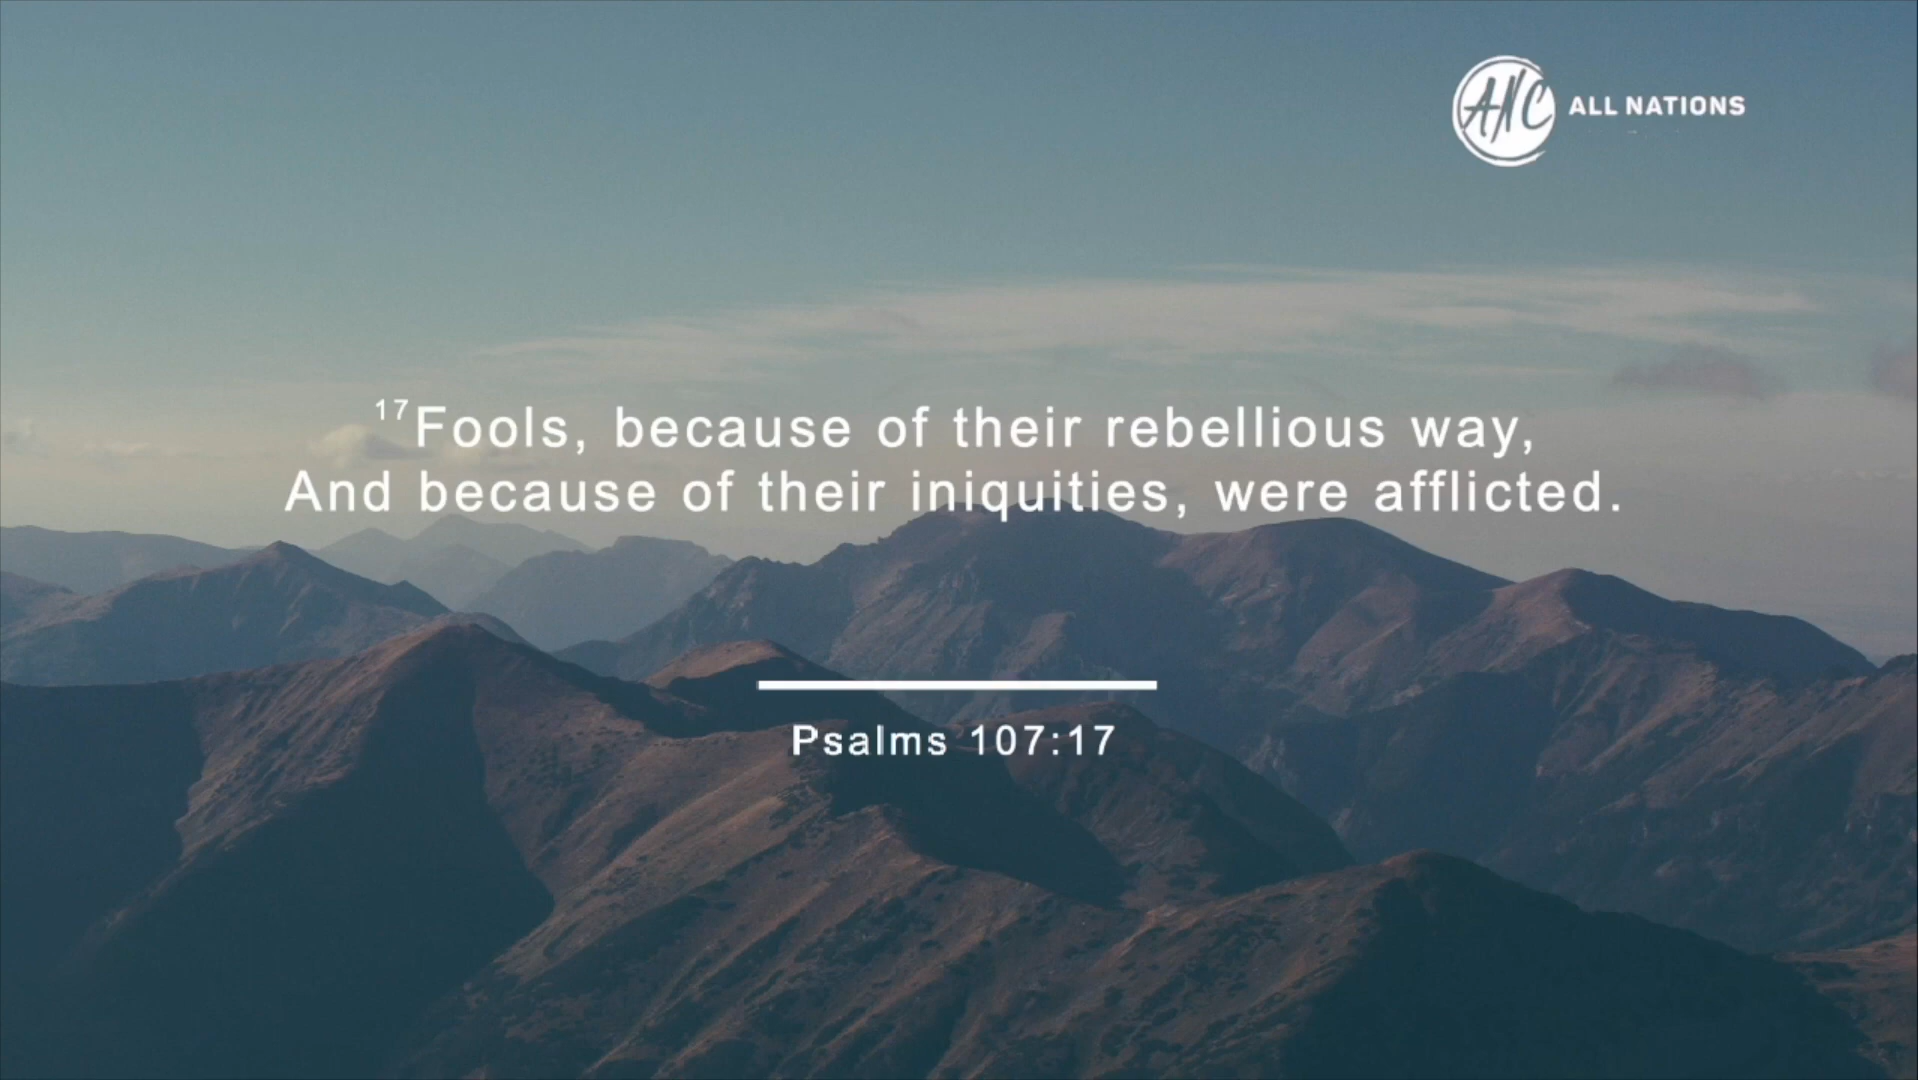 ANC ALL NATIONS
17Fools, because of their rebellious way,
And because of their iniquities, were afflicted.
Psalms 107:17